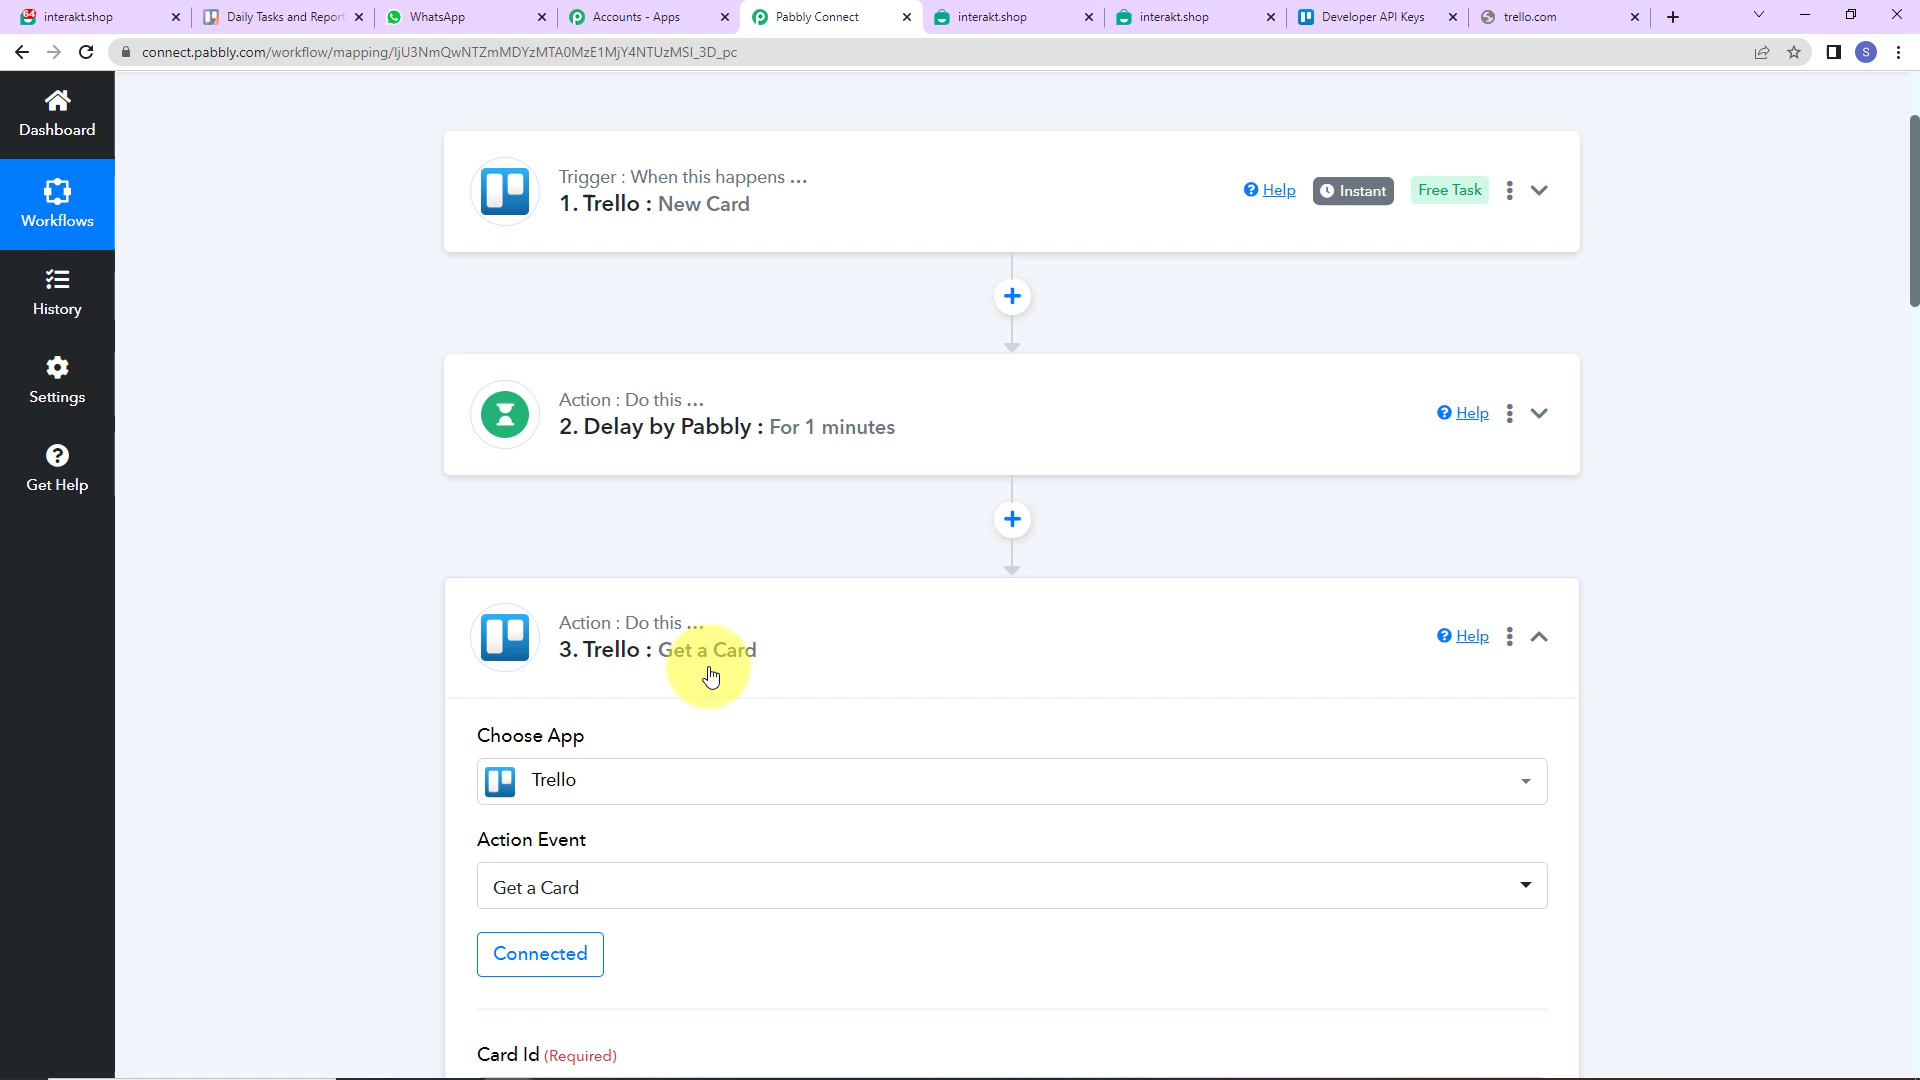 interakt.shop
Daily Tasks and Report
WhatsApp
Accounts - Apps
Pabbly Connect
interakt.shop
interakt.shop
Developer API Keys
trello.com
connect.pabbly.com/workflow/mapping/IjU3NmQwNTZmMDYzMTA0MzE1MjY4NTUzMSI_3D_pc
S
Dashboard
Workflows
History
Settings
Get Help
Trigger : When this happens ...
1. Trello : New Card
Help
Instant
Free Task
Action : Do this ...
2. Delay by Pabbly : For 1 minutes
Help
Action : Do this ...
3. Trello : Get a Card
Help
Choose App
Trello
Action Event
Get a Card
Connected
Card Id (Required)